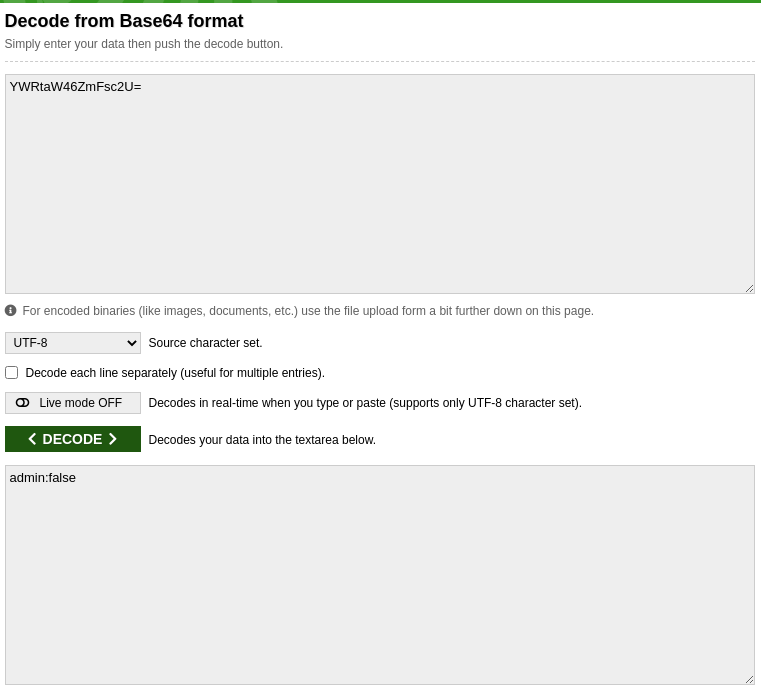 Decode from Base64 format
Simply enter your data then push the decode button.
YWRtaW46ZmFsc2U=
For encoded binaries (like images, documents, etc.) use the file upload form a bit further down on this page.
UTF-8 Source character set.
Decode each line separately (useful for multiple entries).
Live mode OFF Decodes in real-time when you type or paste (supports only UTF-8 character set).
DECODE Decodes your data into the textarea below.
admin:false